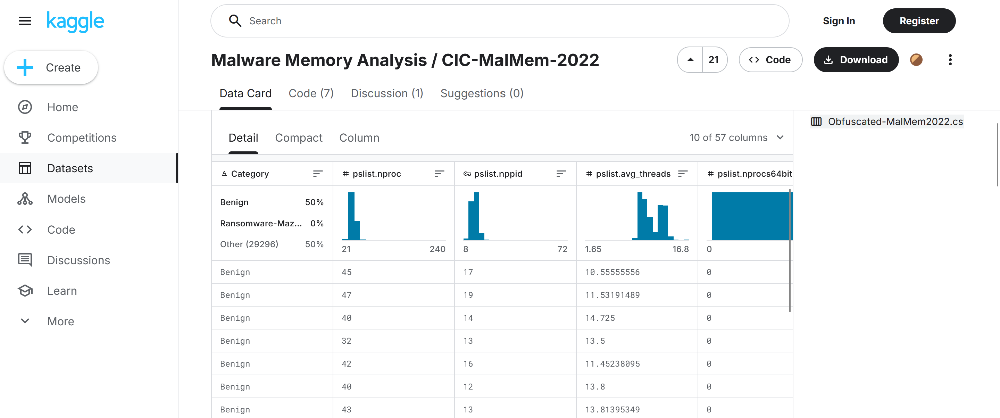 kaggle
Search
Sign In
Register
Create
Malware Memory Analysis / CIC-MalMem-2022
21
Code
Download
Home
Competitions
Datasets
Models
Code
Discussions
Learn
More
Data Card Code (7) Discussion (1) Suggestions (0)
Obfuscated-MalMem2022.cs
Detail Compact Column
10 of 57 columns
Category # pslist.nproc pslist.nppid # pslist.avg_threads # pslist.nprocs64bit
Benign 50%
Ransomware-Maz... 0%
Other (29296) 50%
21 240 8 72 1.65 16.8 0
Benign 45 17 10.55555556 0
Benign 47 19 11.53191489 0
Benign 40 14 14.725 0
Benign 32 13 13.5 0
Benign 42 16 11.45238095 0
Benign 40 12 13.8 0
Benign 43 13 13.81395349 0